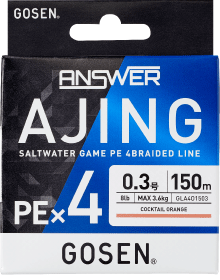 GOSEN®
ANSWER
AJING
SALTWATER GAME PE 4BRAIDED LINE
PE×4
0.3号 150m
8lb MAX 3.6kg GLA401503
COCKTAIL ORANGE
GOSEN®